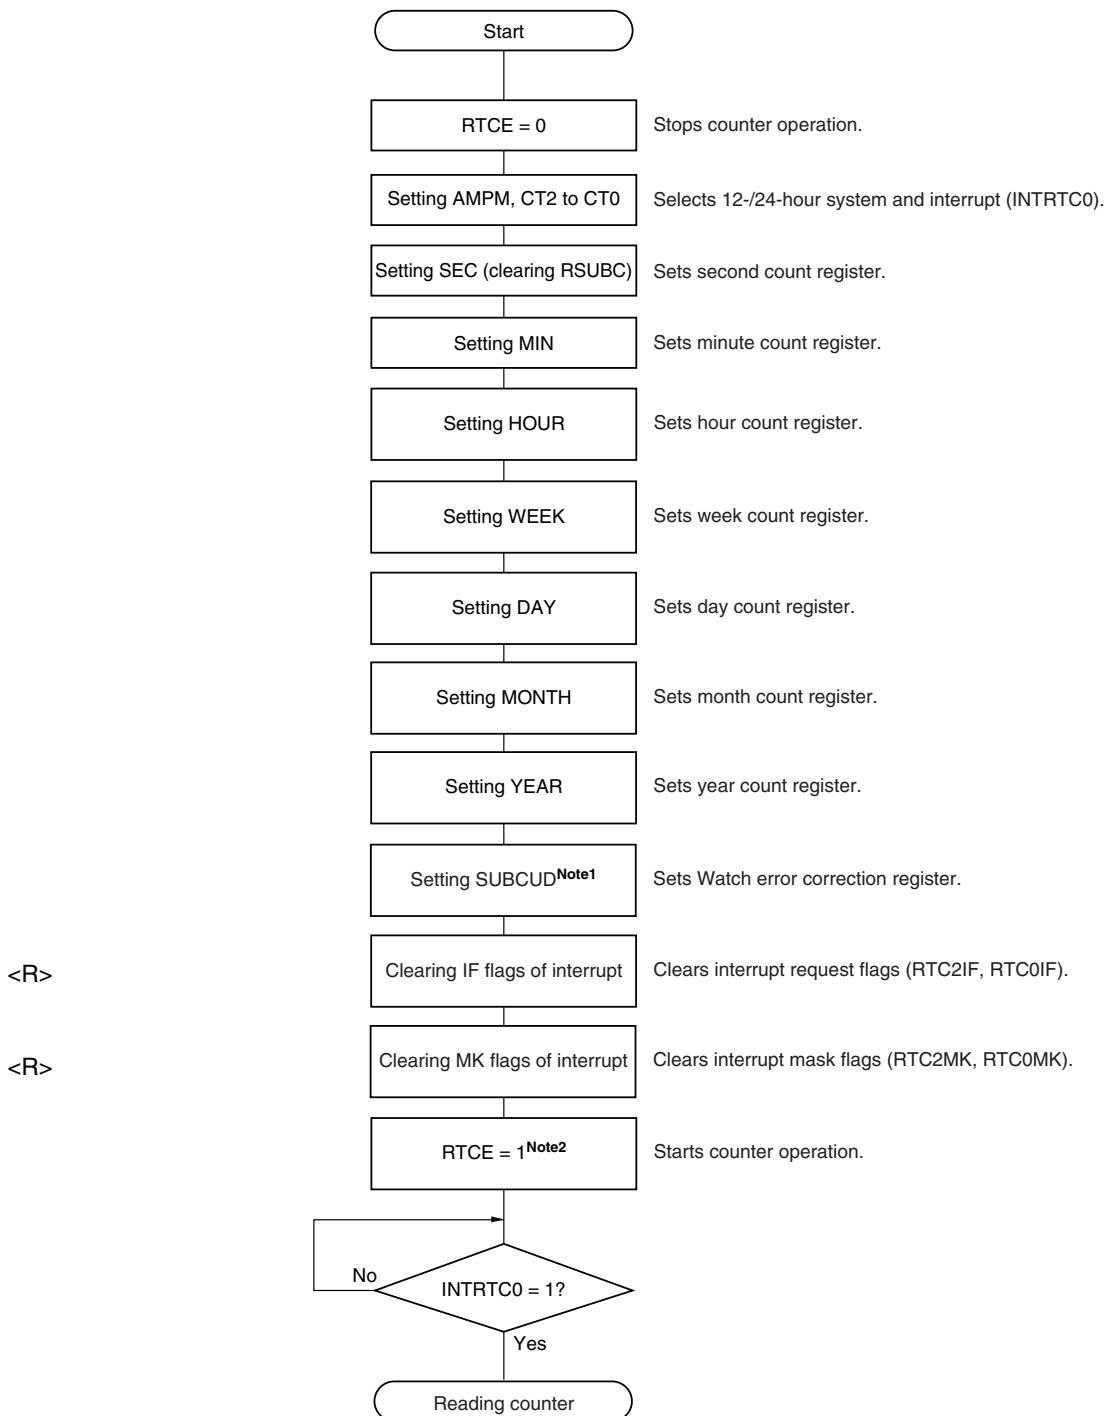 Start
RTCE = 0 Stops counter operation.
Setting AMPM, CT2 to CT0 Selects 12-/24-hour system and interrupt (INTRTC0).
Setting SEC (clearing RSUBC) Sets second count register.
Setting MIN Sets minute count register.
Setting HOUR Sets hour count register.
Setting WEEK Sets week count register.
Setting DAY Sets day count register.
Setting MONTH Sets month count register.
Setting YEAR Sets year count register.
Setting SUBCUDNote1 Sets Watch error correction register.
<R> Clearing IF flags of interrupt Clears interrupt request flags (RTC2IF, RTC0IF).
<R> Clearing MK flags of interrupt Clears interrupt mask flags (RTC2MK, RTC0MK).
RTCE = 1Note2 Starts counter operation.
No INTRTC0 = 1?
Yes
Reading counter